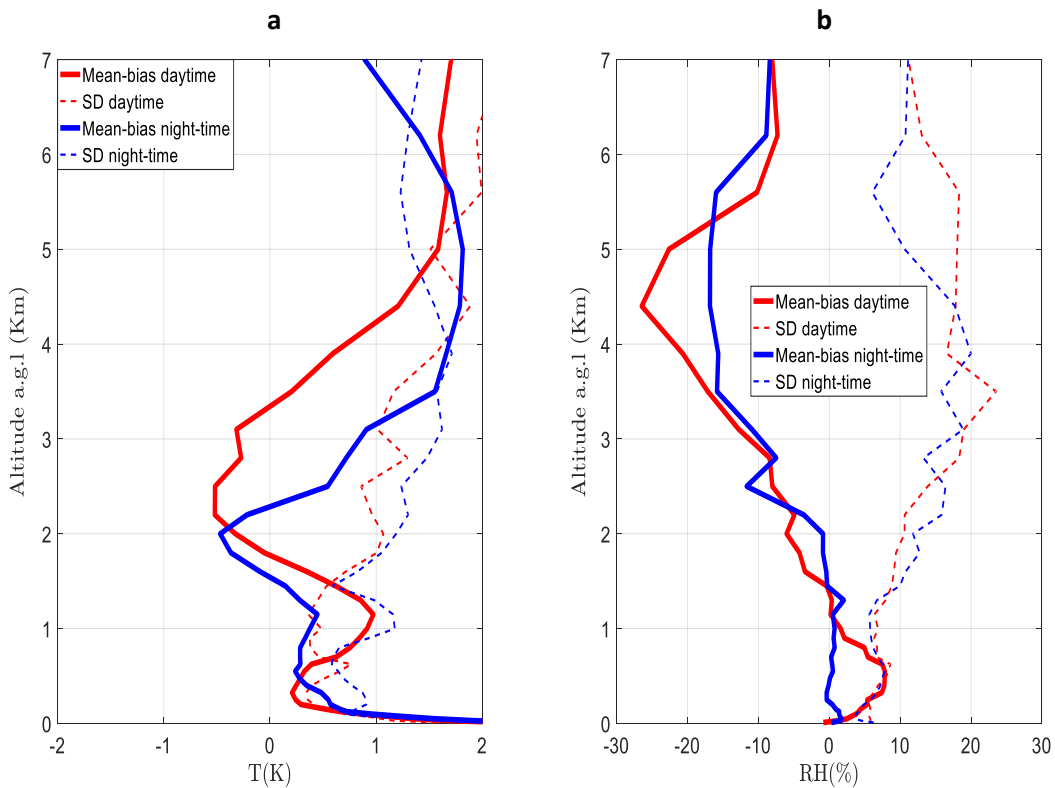 a
b
Mean-bias daytime
SD daytime
Mean-bias night-time
SD night-time
7
6
5
4
3
2
1
0
-2
0
1
2
T(K)
Altitude a.g.l (Km)
Mean-bias daytime
SD daytime
Mean-bias night-time
SD night-time
7
6
5
4
3
2
1
0
-30
-20
-10
0
10
20
30
RH(%)
Altitude a.g.l (Km)